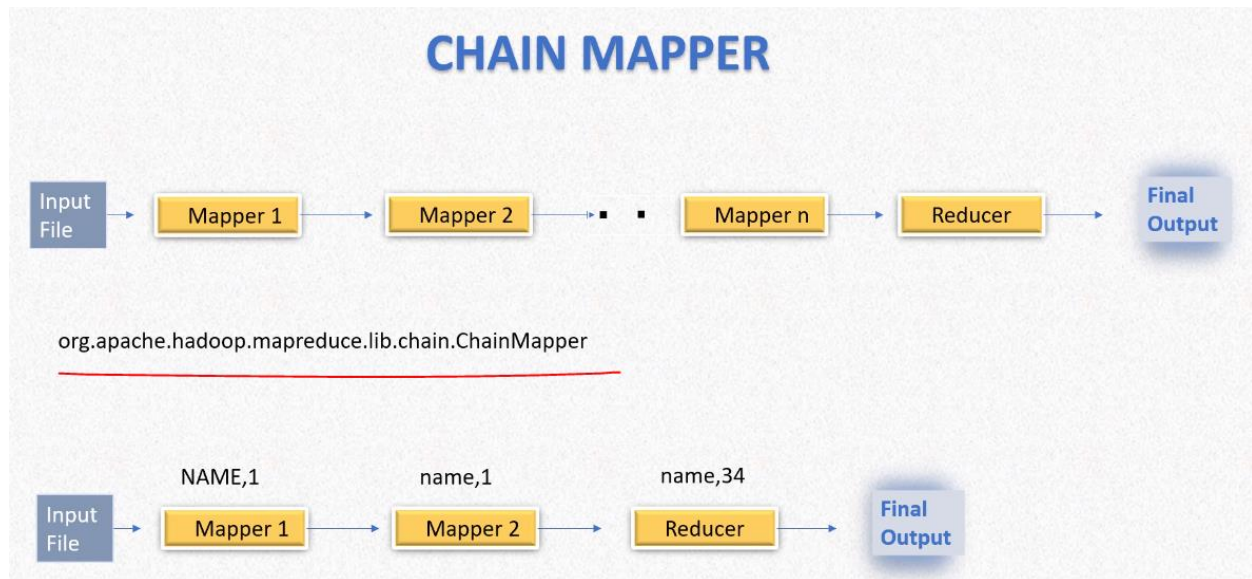 CHAIN MAPPER
Input
File
Mapper 1
Mapper 2
Mapper n
Reducer
Final
Output
org.apache.hadoop.mapreduce.lib.chain.ChainMapper
NAME,1
name,1
name,34
Input
File
Mapper 1
Mapper 2
Reducer
Final
Output